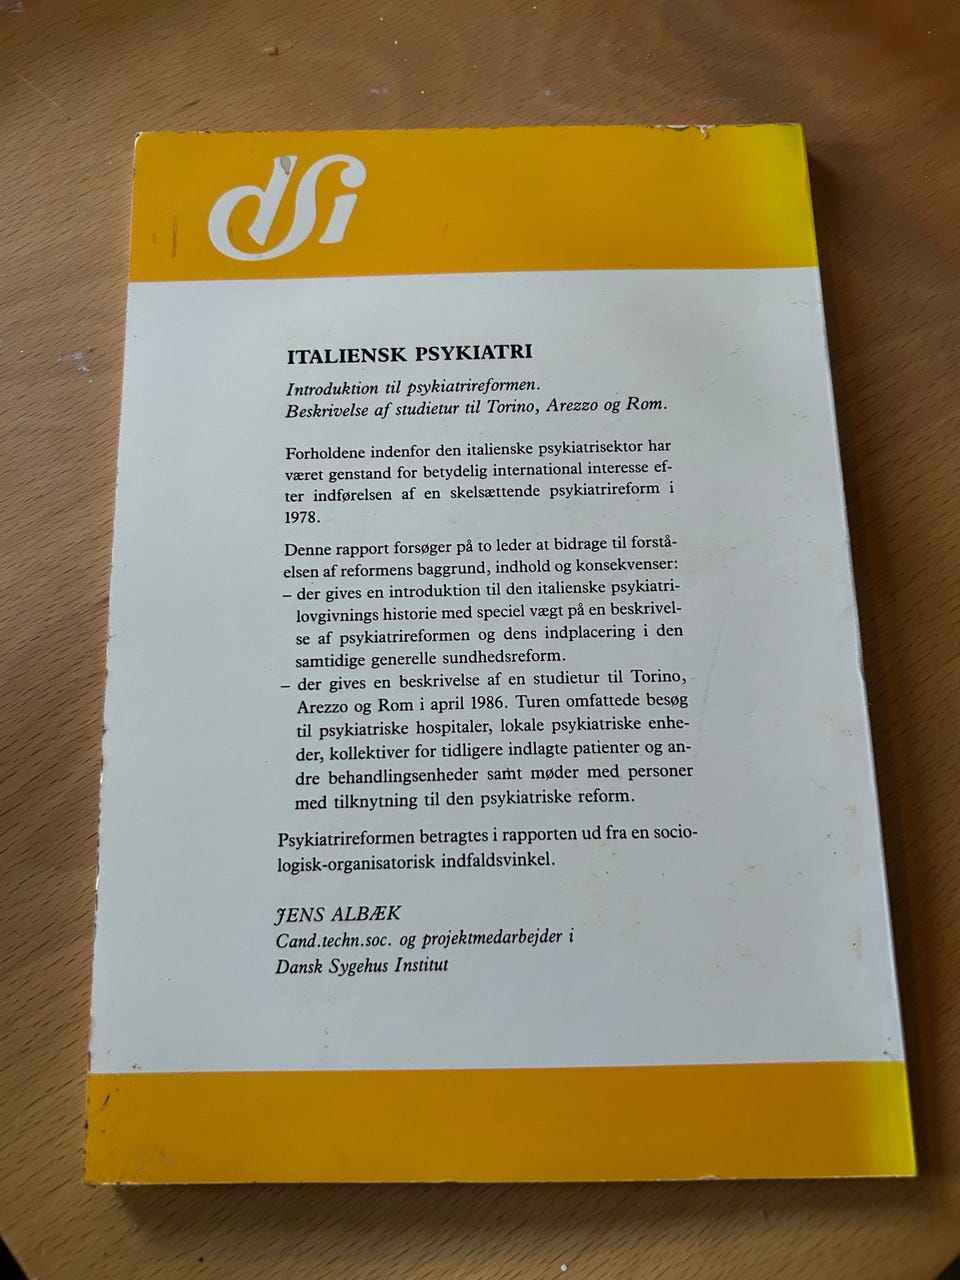 dsi
ITALIENSK PSYKIATRI
Introduktion til psykiatrireformen.
Beskrivelse af studietur til Torino, Arezzo og Rom.
Forholdene indenfor den italienske psykiatrisektor har
været genstand for betydelig international interesse ef-
ter indførelsen af en skelsættende psykiatrireform i
1978.
Denne rapport forsøger på to leder at bidrage til forstå-
elsen af reformens baggrund, indhold og konsekvenser:
– der gives en introduktion til den italienske psykiatri-
lovgivnings historie med speciel vægt på en beskrivel-
se af psykiatrireformen og dens indplacering i den
samtidige generelle sundhedsreform.
– der gives en beskrivelse af en studietur til Torino,
Arezzo og Rom i april 1986. Turen omfattede besøg
til psykiatriske hospitaler, lokale psykiatriske enhe-
der, kollektiver for tidligere indlagte patienter og an-
dre behandlingsenheder samt møder med personer
med tilknytning til den psykiatriske reform.
Psykiatrireformen betragtes i rapporten ud fra en socio-
logisk-organisatorisk indfaldsvinkel.
JENS ALBÆK
Cand.techn.soc. og projektmedarbejder i
Dansk Sygehus Institut